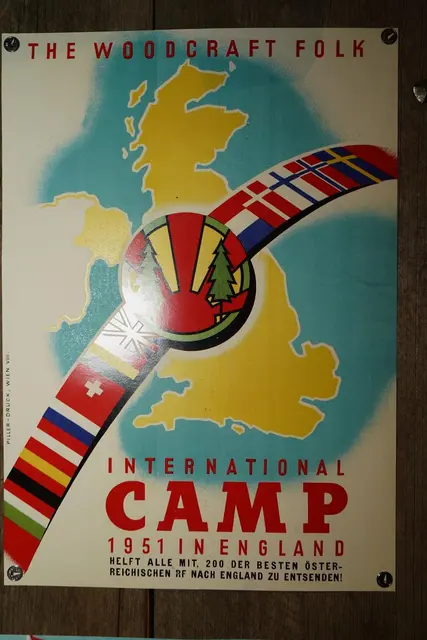 THE WOODCRAFT FOLK
PILLER-DRUCK, WIEN VIII
INTERNATIONAL
CAMP
1951 IN ENGLAND
HELFT ALLE MIT, 200 DER BESTEN ÖSTER-
REICHISCHEN RF NACH ENGLAND ZU ENTSENDEN!